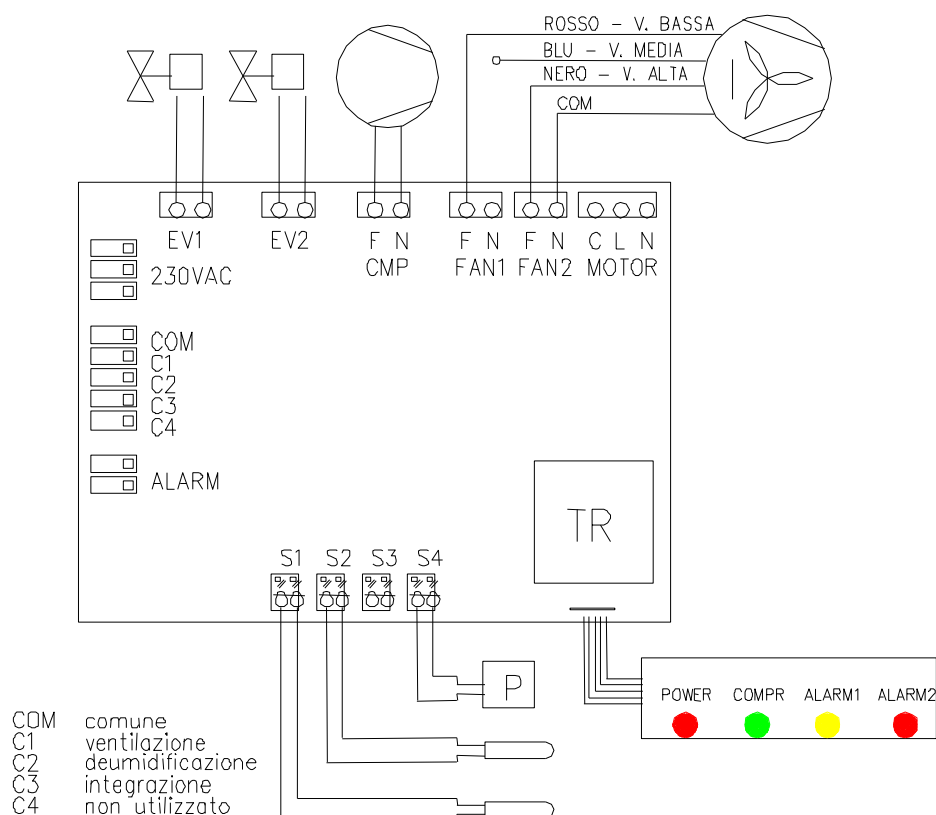 ROSSO - V. BASSA
BLU - V. MEDIA
NERO - V. ALTA
COM
EV1 EV2 F N F N F N C L N
CMP FAN1 FAN2 MOTOR
230VAC
COM
C1
C2
C3
C4
ALARM
TR
S1 S2 S3 S4
P
POWER COMPR ALARM1 ALARM2
COM comune
C1 ventilazione
C2 deumidificazione
C3 integrazione
C4 non utilizzato